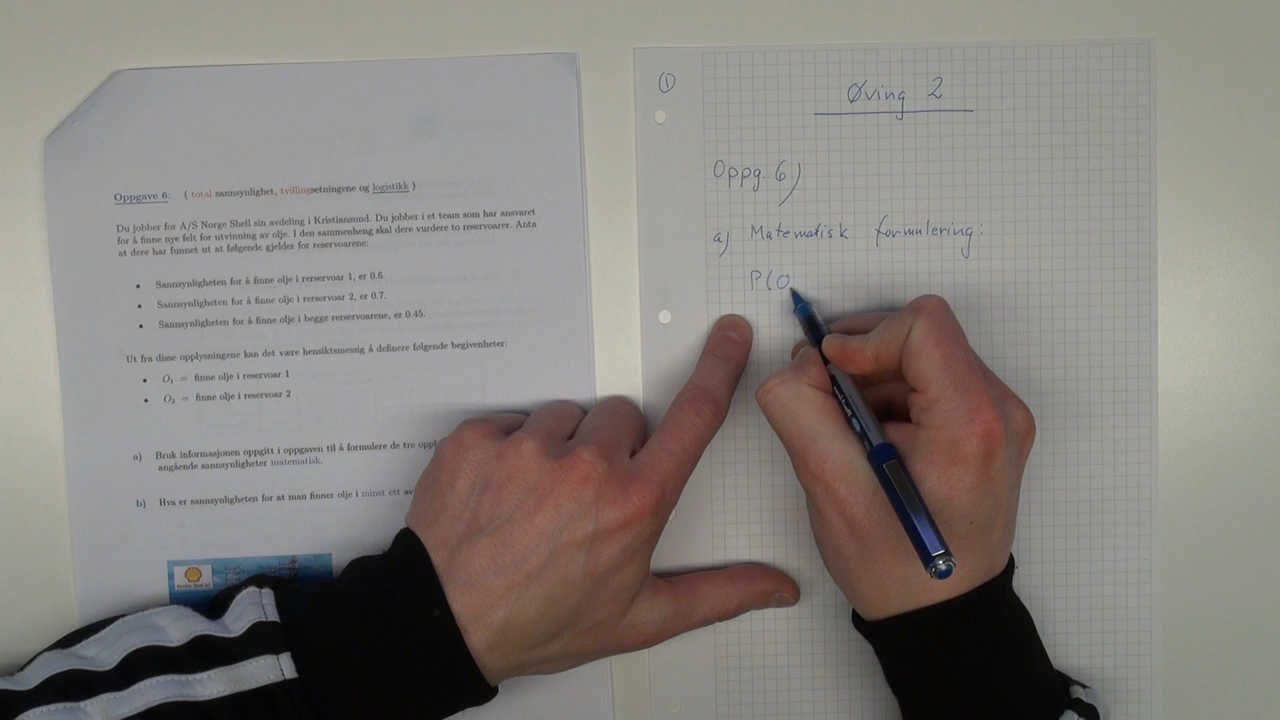 Oppgave 6: ( total sannsynlighet, tvillingsetningene og logistikk )
Du jobber for A/S Norge Shell sin avdeling i Kristiansund. Du jobber i et team som har ansvaret
for å finne nye felt for utvinning av olje. I den sammenheng skal dere vurdere to reservoarer. Anta
at dere har funnet ut at følgende gjelder for reservoarene:
• Sannsynligheten for å finne olje i rerservoar 1, er 0.6.
• Sannsynligheten for å finne olje i rerservoar 2, er 0.7.
• Sannsynligheten for å finne olje i begge rerservoarene, er 0.45.
Ut fra disse opplysningene kan det være hensiktsmessig å definere følgende begivenheter:
• O₁ = finne olje i reservoar 1
• O₂ = finne olje i reservoar 2
a) Bruk informasjonen oppgitt i oppgaven til å formulere de tre
angående sannsynligheter matematisk.
b) Hva er sannsynligheten for at man finner olje i minst ett av
①
Øving 2
Oppg. 6)
a) Matematisk formulering:
P(O